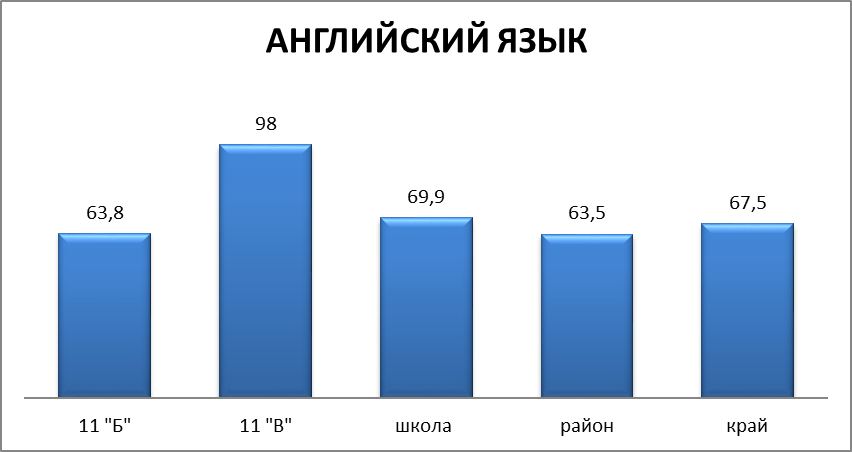 АНГЛИЙСКИЙ ЯЗЫК
98
69,9
67,5
63,8
63,5
11 "Б"
11 "В"
школа
район
край